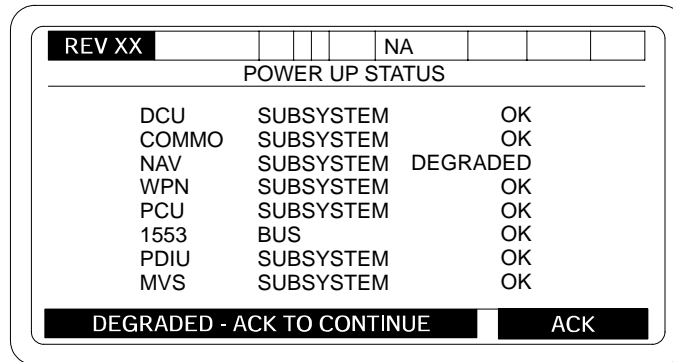 REV XX NA
POWER UP STATUS
DCU SUBSYSTEM OK
COMMO SUBSYSTEM OK
NAV SUBSYSTEM DEGRADED
WPN SUBSYSTEM OK
PCU SUBSYSTEM OK
1553 BUS OK
PDIU SUBSYSTEM OK
MVS SUBSYSTEM OK
DEGRADED - ACK TO CONTINUE ACK